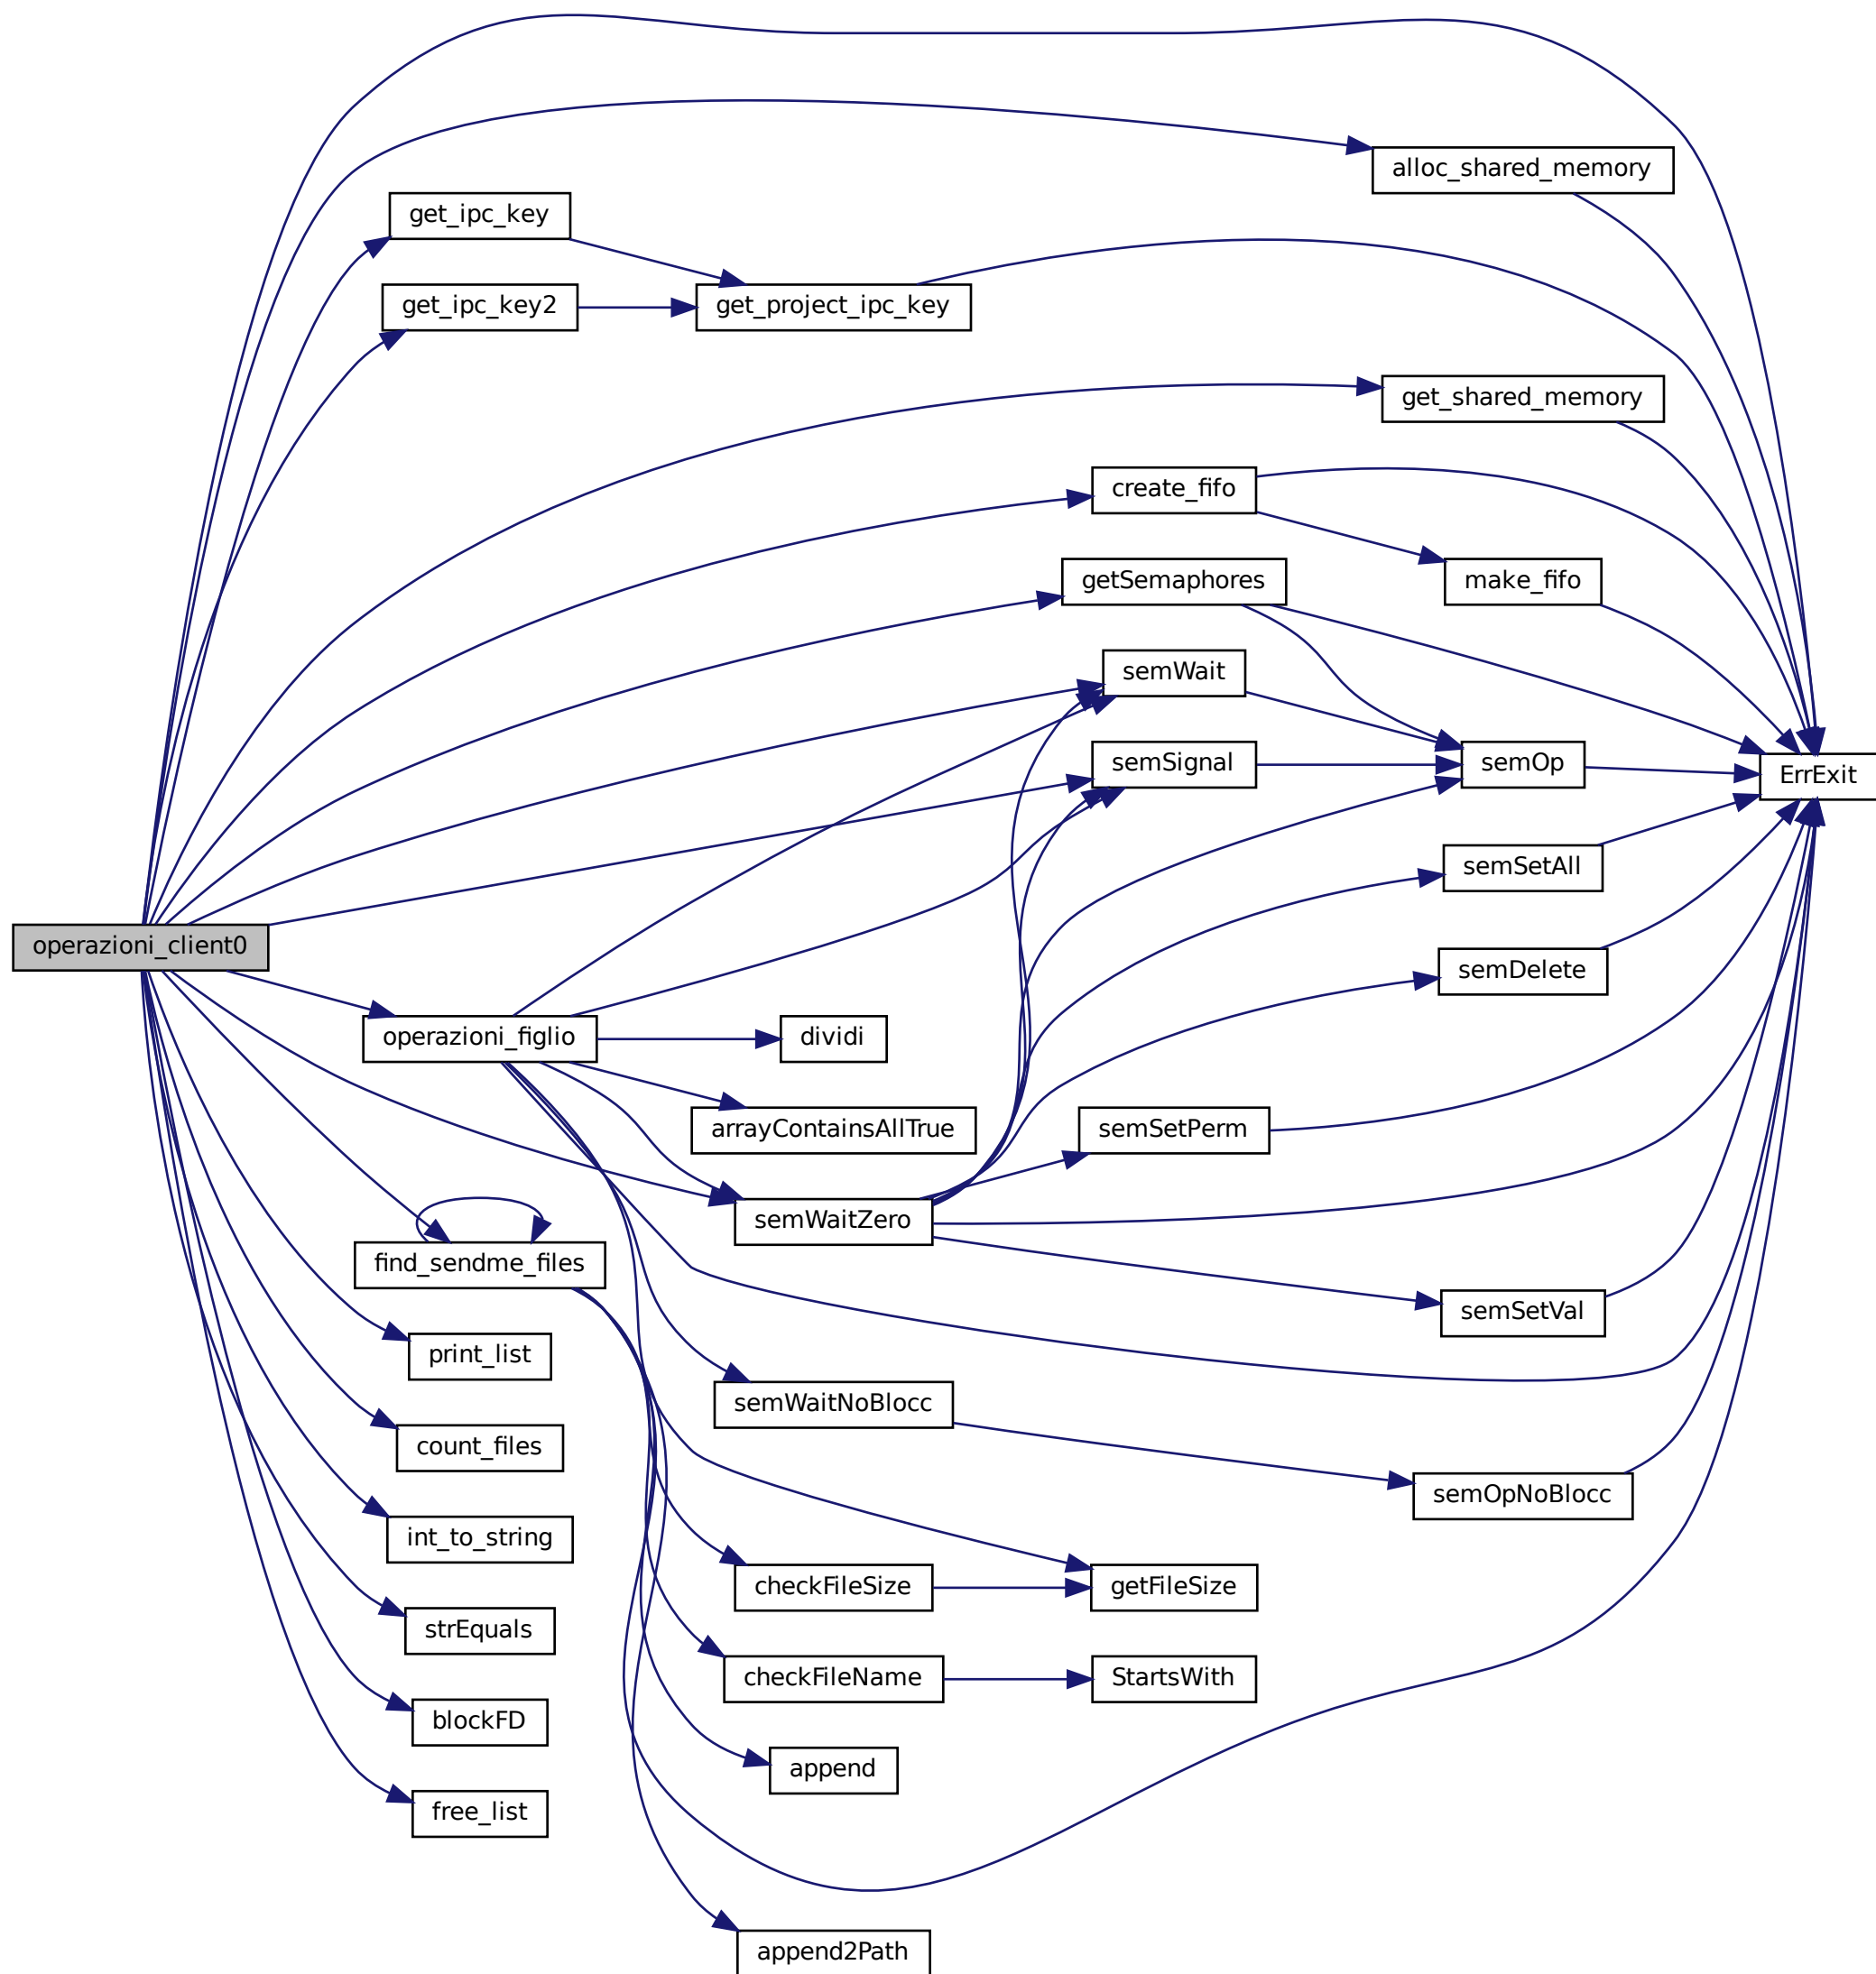 alloc_shared_memory
get_ipc_key
get_ipc_key2
get_project_ipc_key
get_shared_memory
create_fifo
make_fifo
getSemaphores
semWait
semSignal
semOp
ErrExit
semSetAll
operazioni_client0
semDelete
operazioni_figlio
dividi
arrayContainsAllTrue
semSetPerm
semWaitZero
find_sendme_files
semSetVal
print_list
semWaitNoBlocc
count_files
semOpNoBlocc
int_to_string
checkFileSize
getFileSize
strEquals
checkFileName
StartsWith
blockFD
append
free_list
append2Path